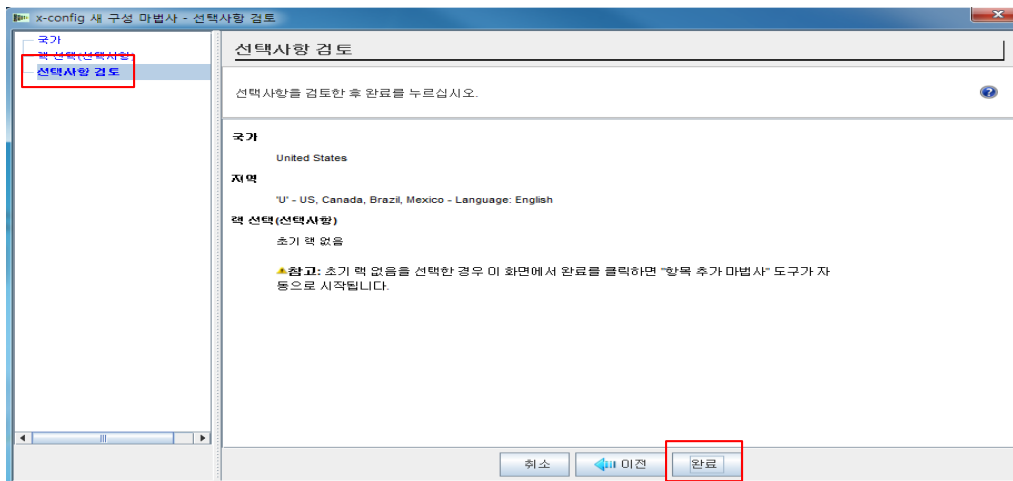 x-config 새 구성 마법사 - 선택사항 검토
국가
랙 선택(선택사항)
선택사항 검토
선택사항 검토
선택사항을 검토한 후 완료를 누르십시오.
국가
United States
지역
'U' - US, Canada, Brazil, Mexico - Language: English
랙 선택(선택사항)
초기 랙 없음
참고: 초기 랙 없음을 선택한 경우 이 화면에서 완료를 클릭하면 "항목 추가 마법사" 도구가 자
동으로 시작됩니다.
취소
이전
완료